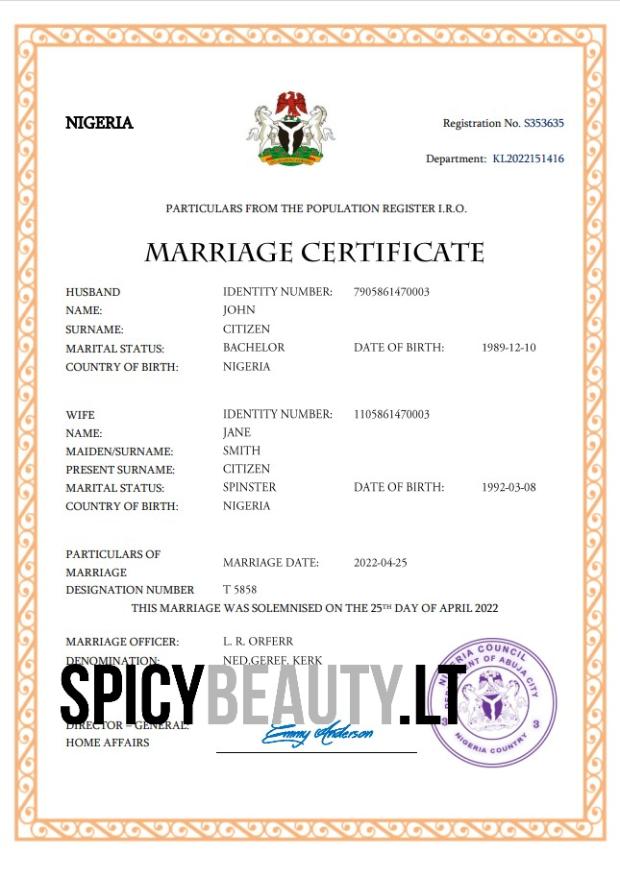 NIGERIA
Registration No. S353635
Department: KL2022151416
PARTICULARS FROM THE POPULATION REGISTER I.R.O.
MARRIAGE CERTIFICATE
HUSBAND IDENTITY NUMBER: 7905861470003
NAME: JOHN
SURNAME: CITIZEN
MARITAL STATUS: BACHELOR DATE OF BIRTH: 1989-12-10
COUNTRY OF BIRTH: NIGERIA
WIFE IDENTITY NUMBER: 1105861470003
NAME: JANE
MAIDEN/SURNAME: SMITH
PRESENT SURNAME: CITIZEN
MARITAL STATUS: SPINSTER DATE OF BIRTH: 1992-03-08
COUNTRY OF BIRTH: NIGERIA
PARTICULARS OF
MARRIAGE MARRIAGE DATE: 2022-04-25
DESIGNATION NUMBER T 5858
THIS MARRIAGE WAS SOLEMNISED ON THE 25TH DAY OF APRIL 2022
MARRIAGE OFFICER: L. R. ORFERR
DENOMINATION: NED.GEREF. KERK
SPICYBEAUTY.LT
DIRECTOR – GENERAL:
HOME AFFAIRS
Emmy Anderson
NIGERIA COUNCIL
OF ABUJA CITY
3
NIGERIA COUNTRY